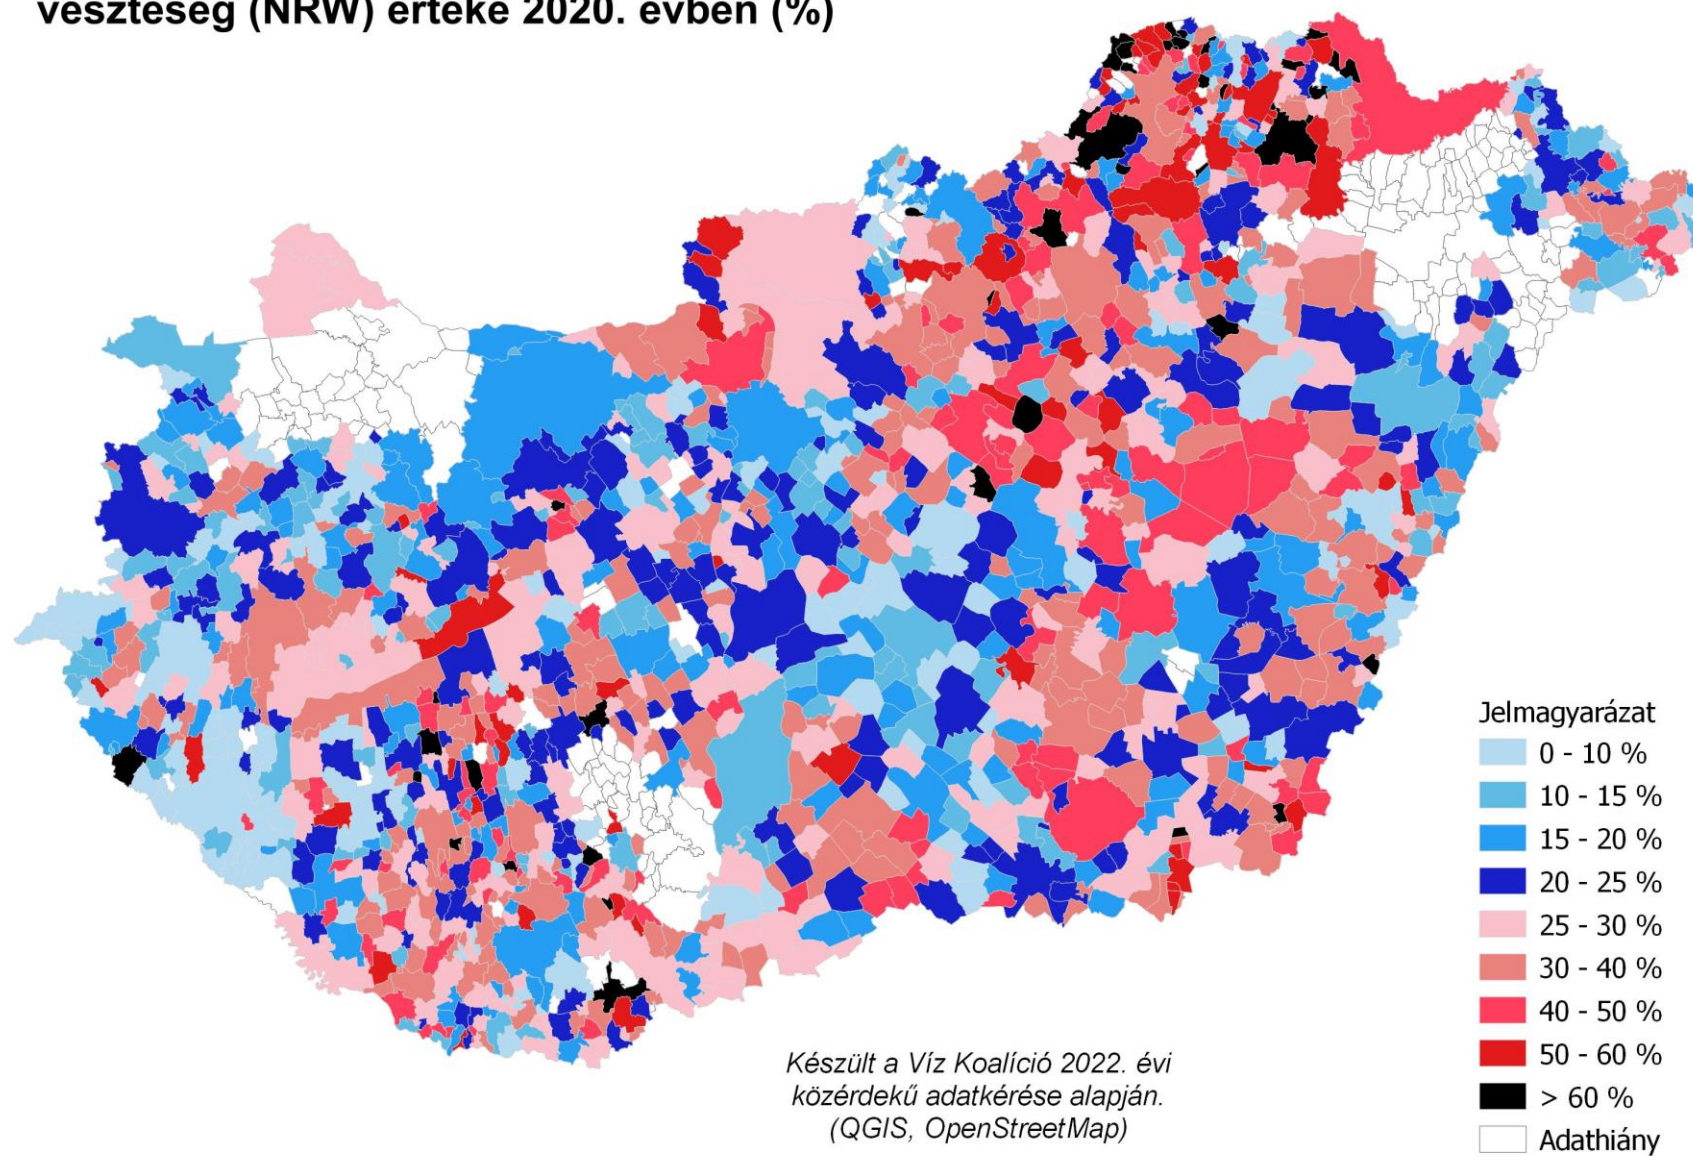 veszteség (NRW) értéke 2020. évben (%)
Készült a Víz Koalíció 2022. évi
közérdekű adatkérése alapján.
(QGIS, OpenStreetMap)
Jelmagyarázat
0 - 10 %
10 - 15 %
15 - 20 %
20 - 25 %
25 - 30 %
30 - 40 %
40 - 50 %
50 - 60 %
> 60 %
Adathiány